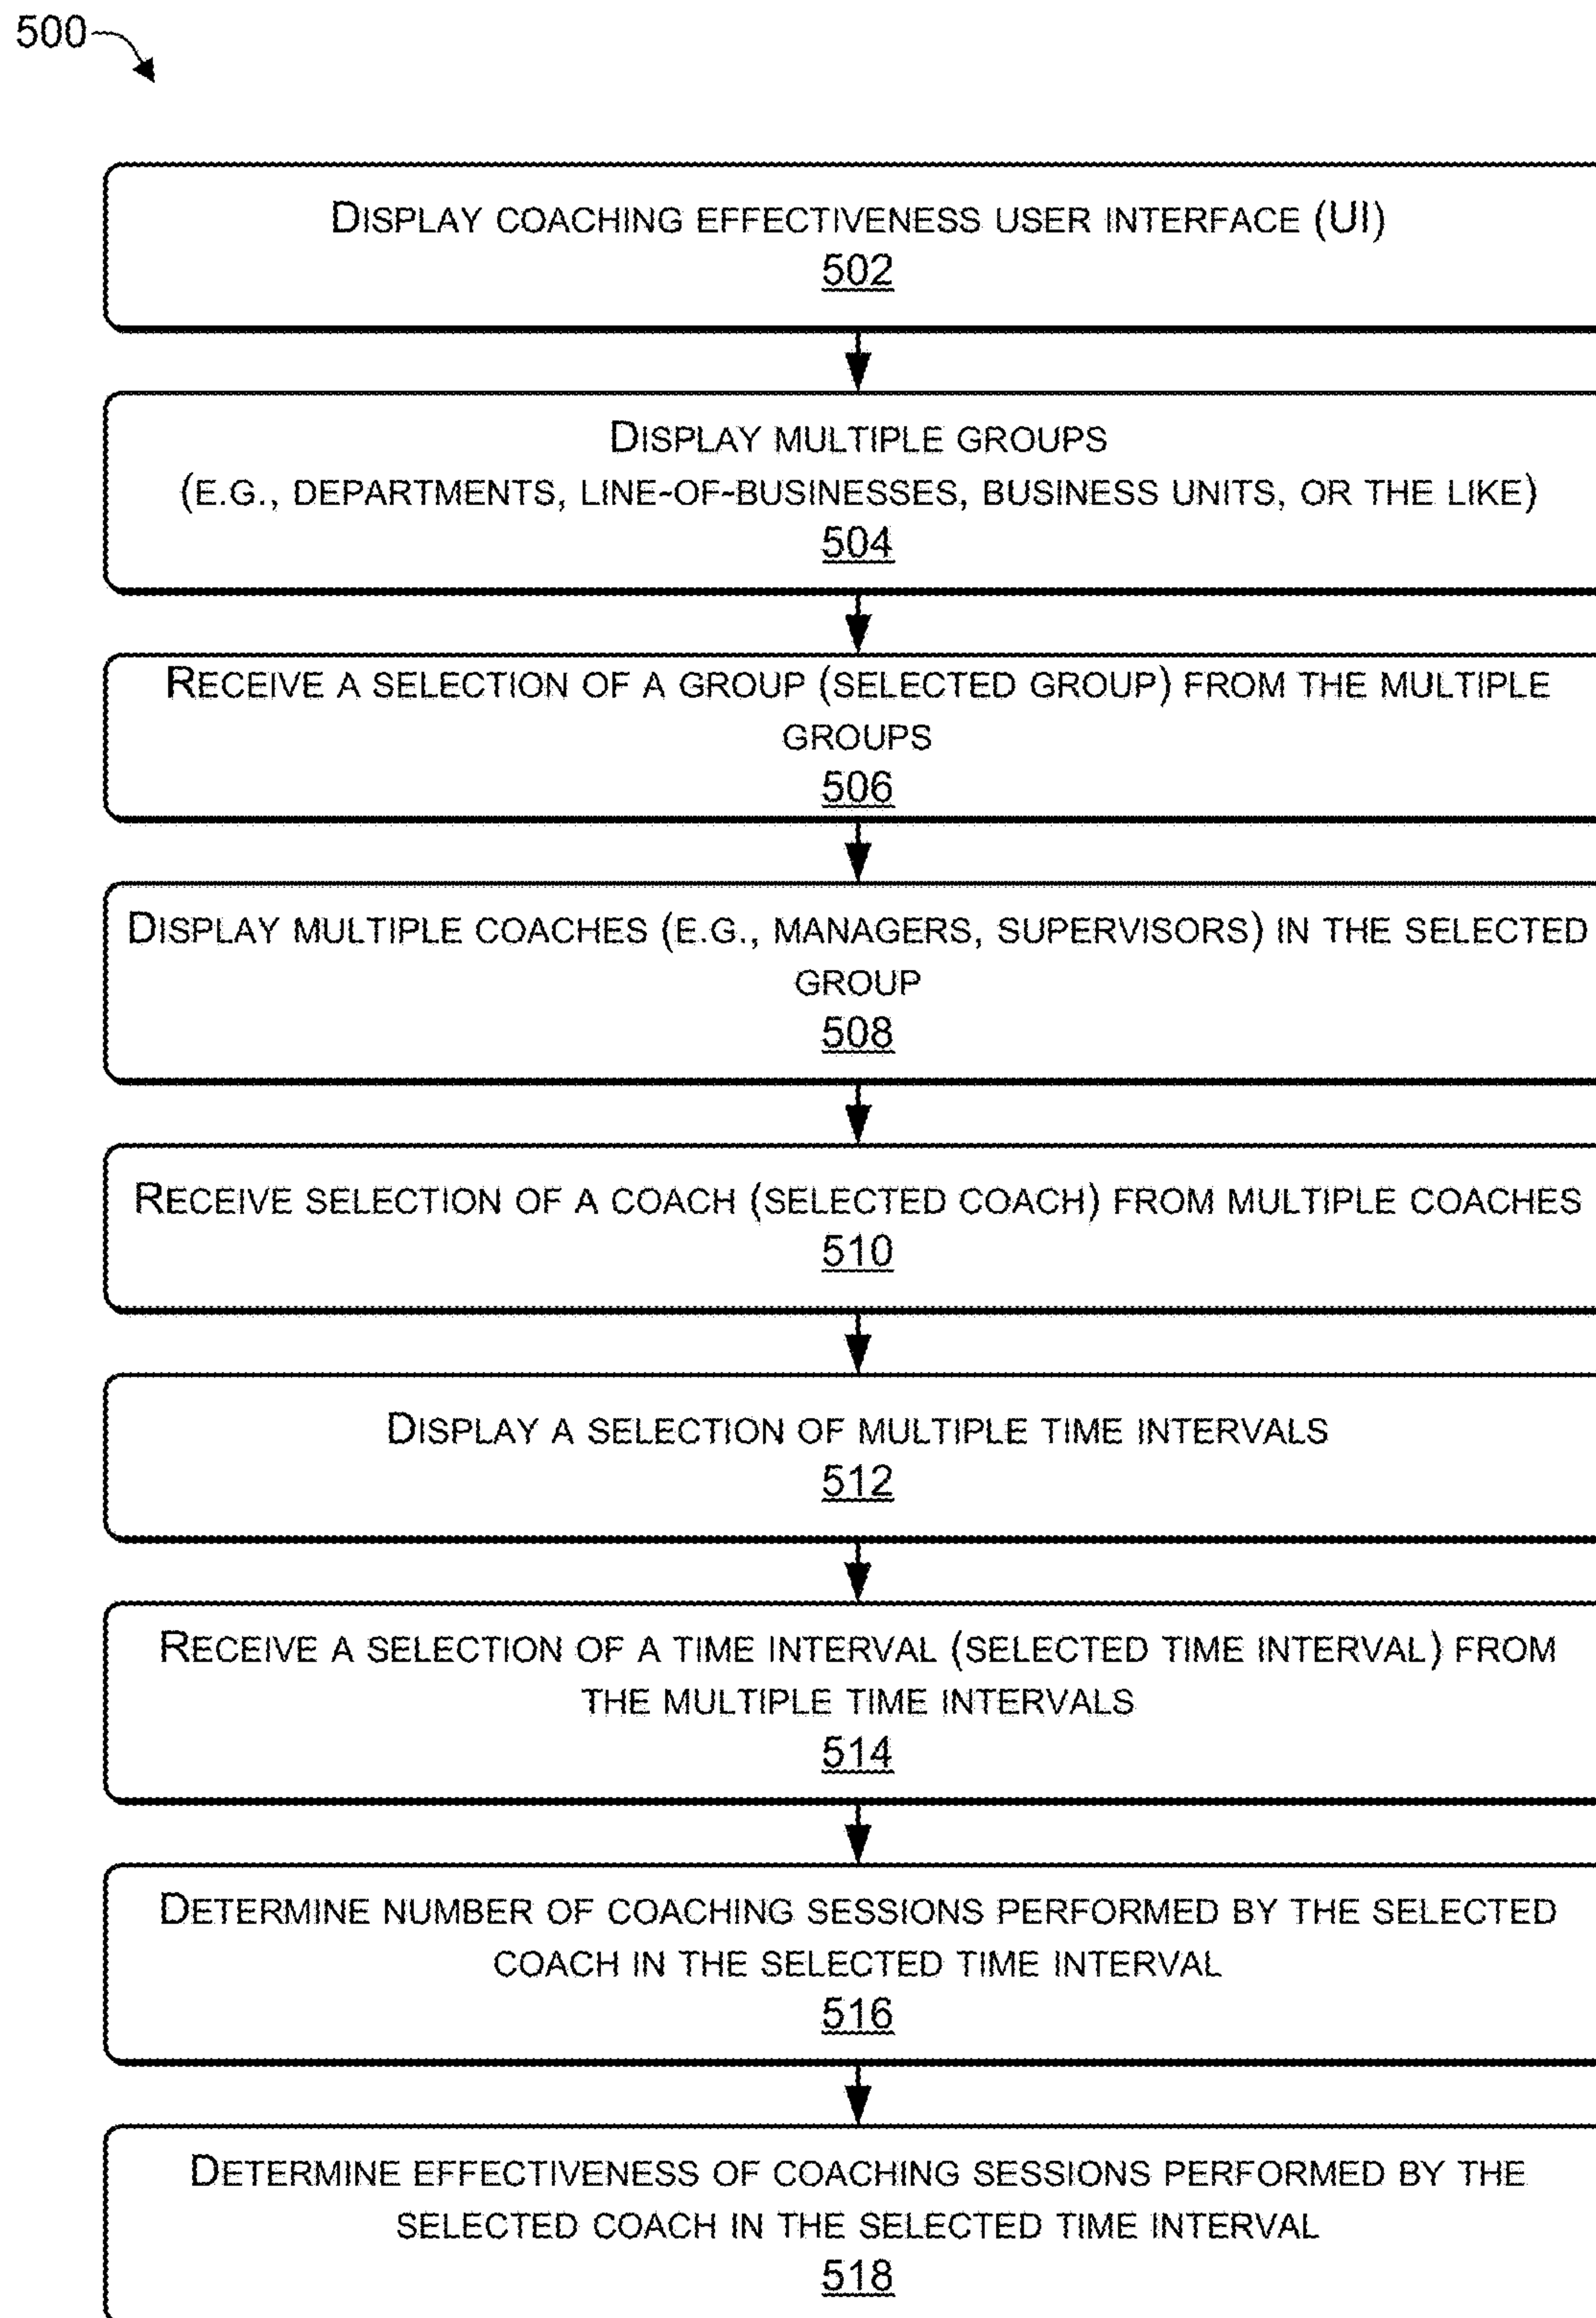 500
DISPLAY COACHING EFFECTIVENESS USER INTERFACE (UI)
502
DISPLAY MULTIPLE GROUPS
(E.G., DEPARTMENTS, LINE-OF-BUSINESSES, BUSINESS UNITS, OR THE LIKE)
504
RECEIVE A SELECTION OF A GROUP (SELECTED GROUP) FROM THE MULTIPLE
GROUPS
506
DISPLAY MULTIPLE COACHES (E.G., MANAGERS, SUPERVISORS) IN THE SELECTED
GROUP
508
RECEIVE SELECTION OF A COACH (SELECTED COACH) FROM MULTIPLE COACHES
510
DISPLAY A SELECTION OF MULTIPLE TIME INTERVALS
512
RECEIVE A SELECTION OF A TIME INTERVAL (SELECTED TIME INTERVAL) FROM
THE MULTIPLE TIME INTERVALS
514
DETERMINE NUMBER OF COACHING SESSIONS PERFORMED BY THE SELECTED
COACH IN THE SELECTED TIME INTERVAL
516
DETERMINE EFFECTIVENESS OF COACHING SESSIONS PERFORMED BY THE
SELECTED COACH IN THE SELECTED TIME INTERVAL
518